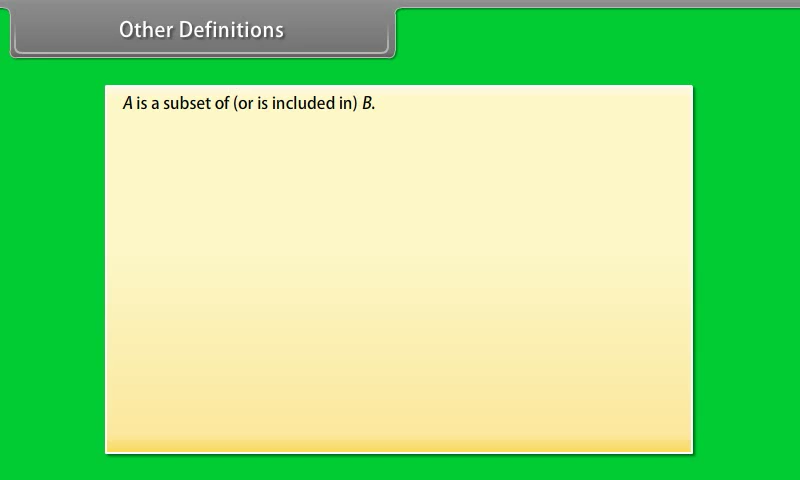 Other Definitions
A is a subset of (or is included in) B.